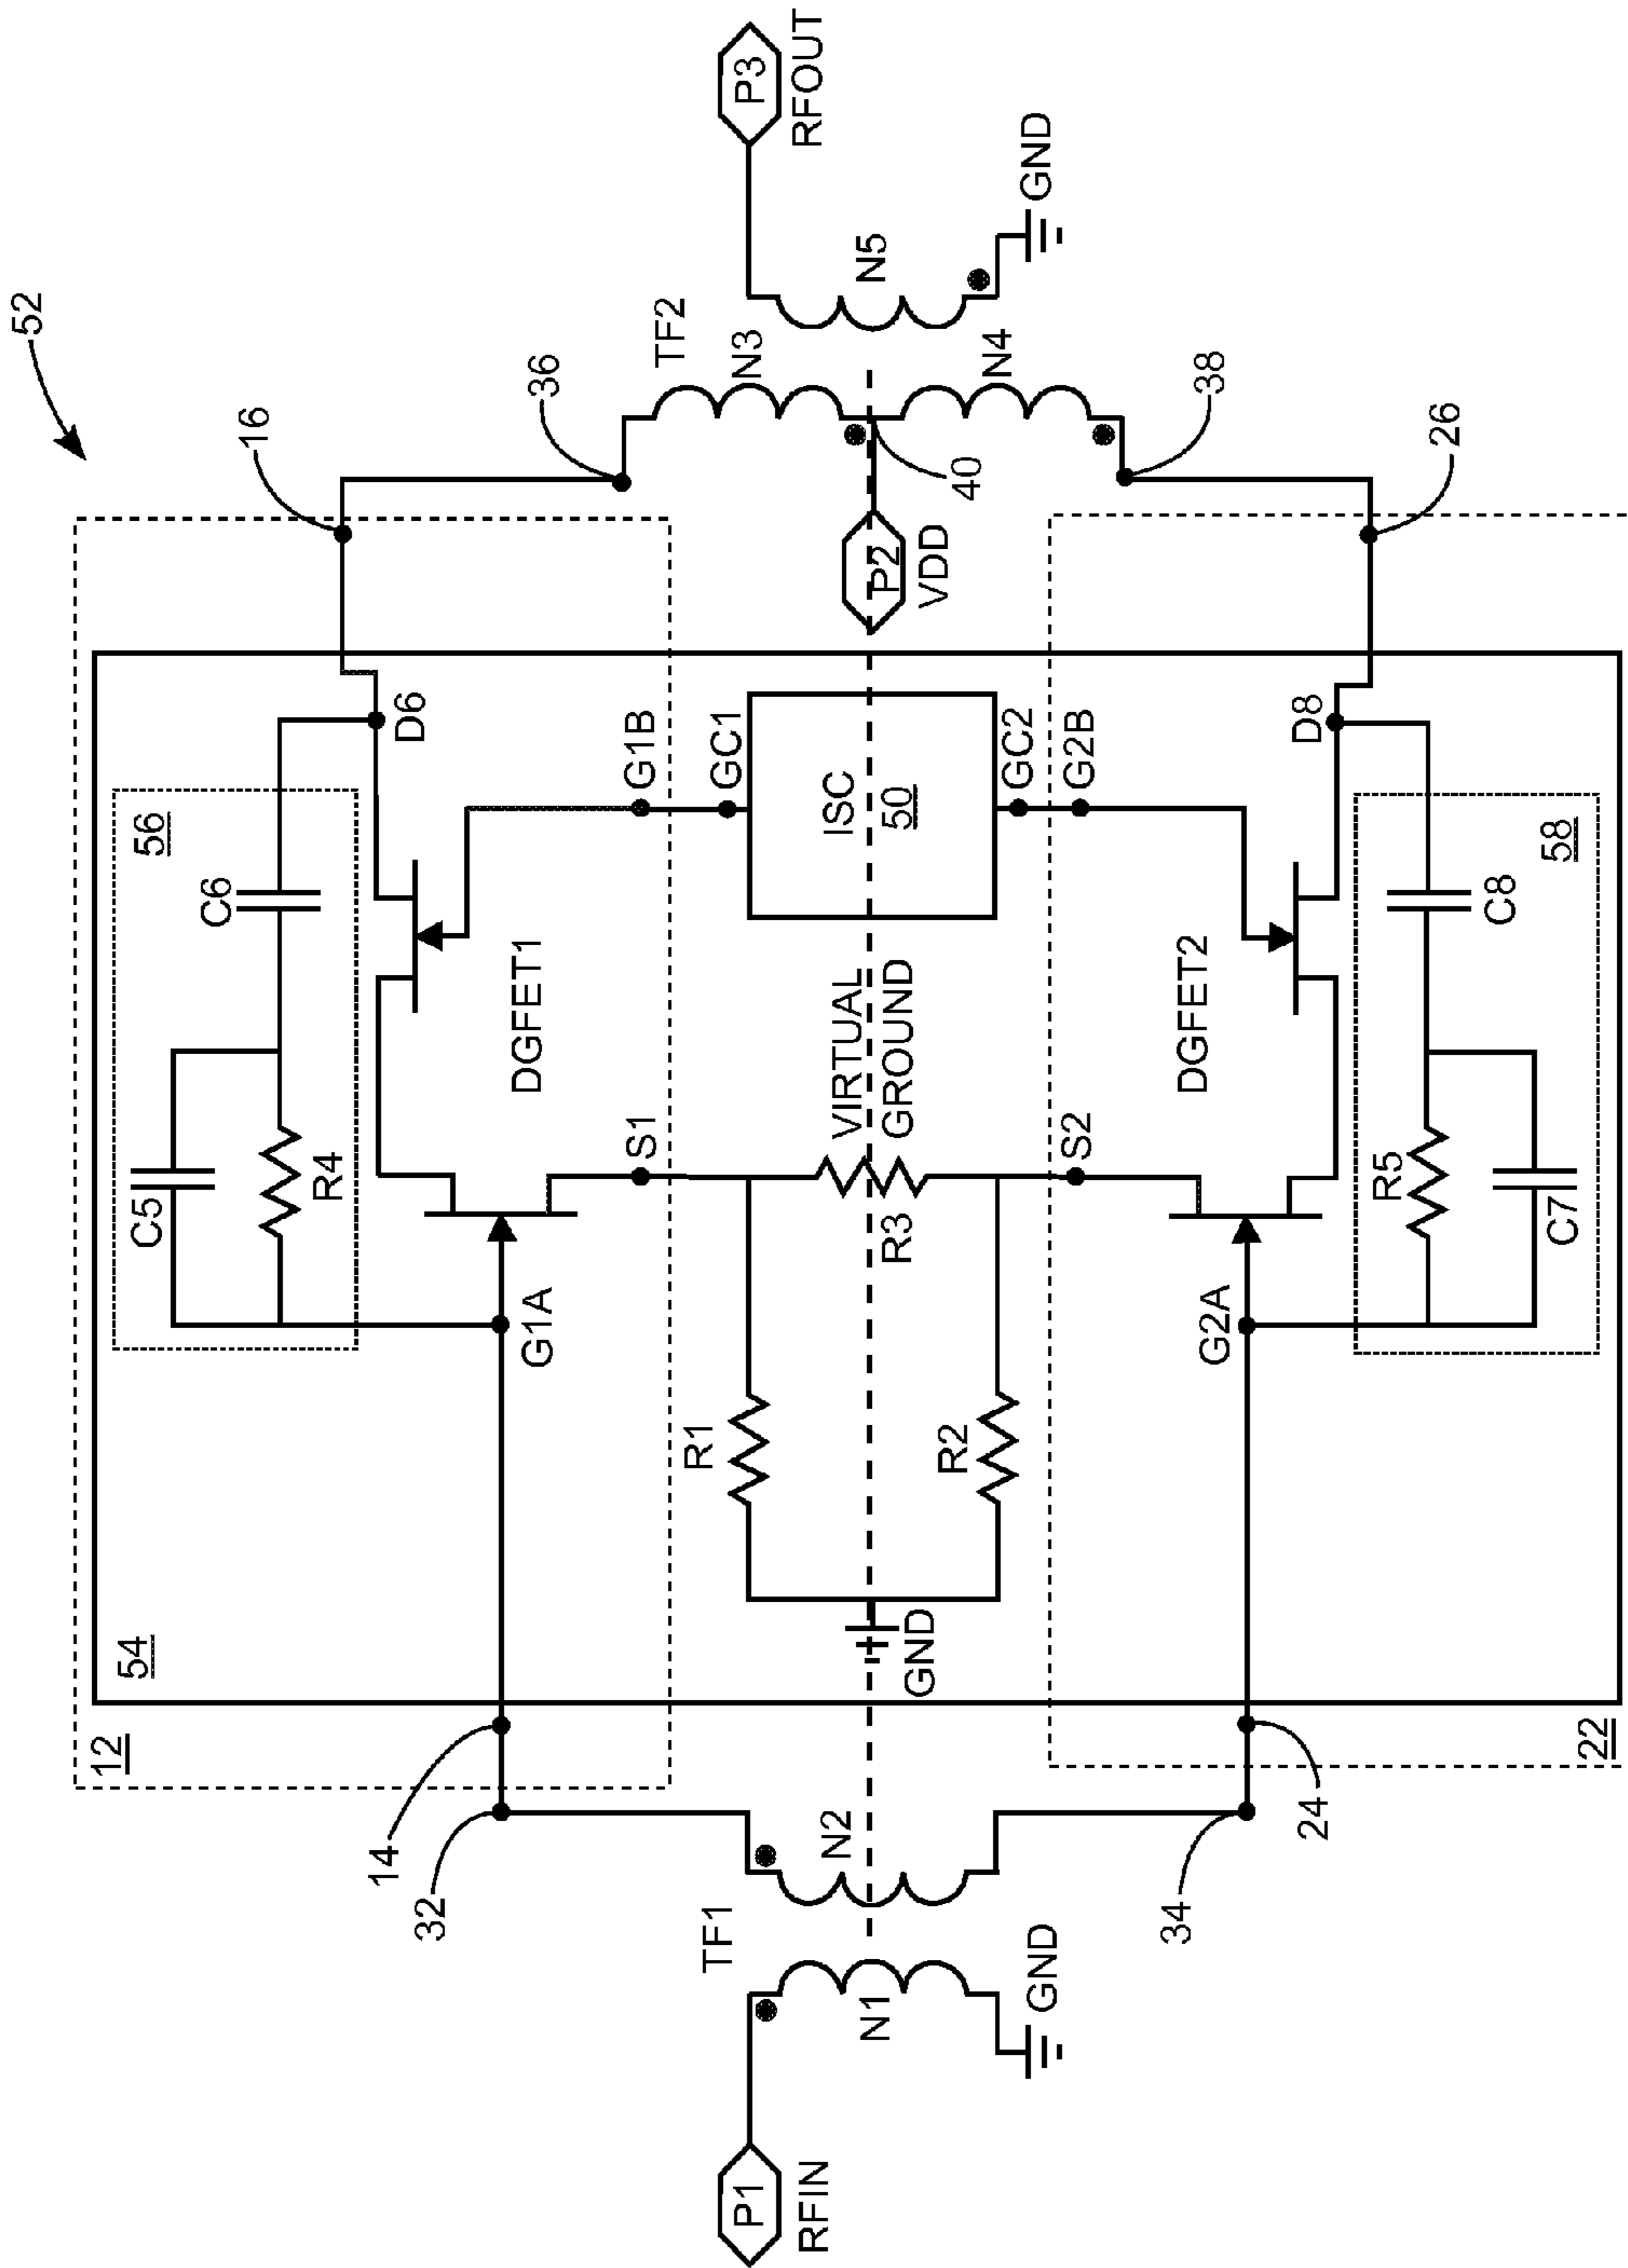 52
12
54
56
C5
C6
R4
D6
16
36
14
32
G1A
DGFET1
S1
G1B
GC1
ISC
50
TF2
N3
N5
P3
RFOUT
P1
RFIN
TF1
N1
N2
GND
R1
R2
GND
R3
VIRTUAL
GROUND
P2
VDD
40
N4
GND
GC2
G2B
S2
DGFET2
G2A
D8
38
26
34
24
22
R5
C7
C8
58